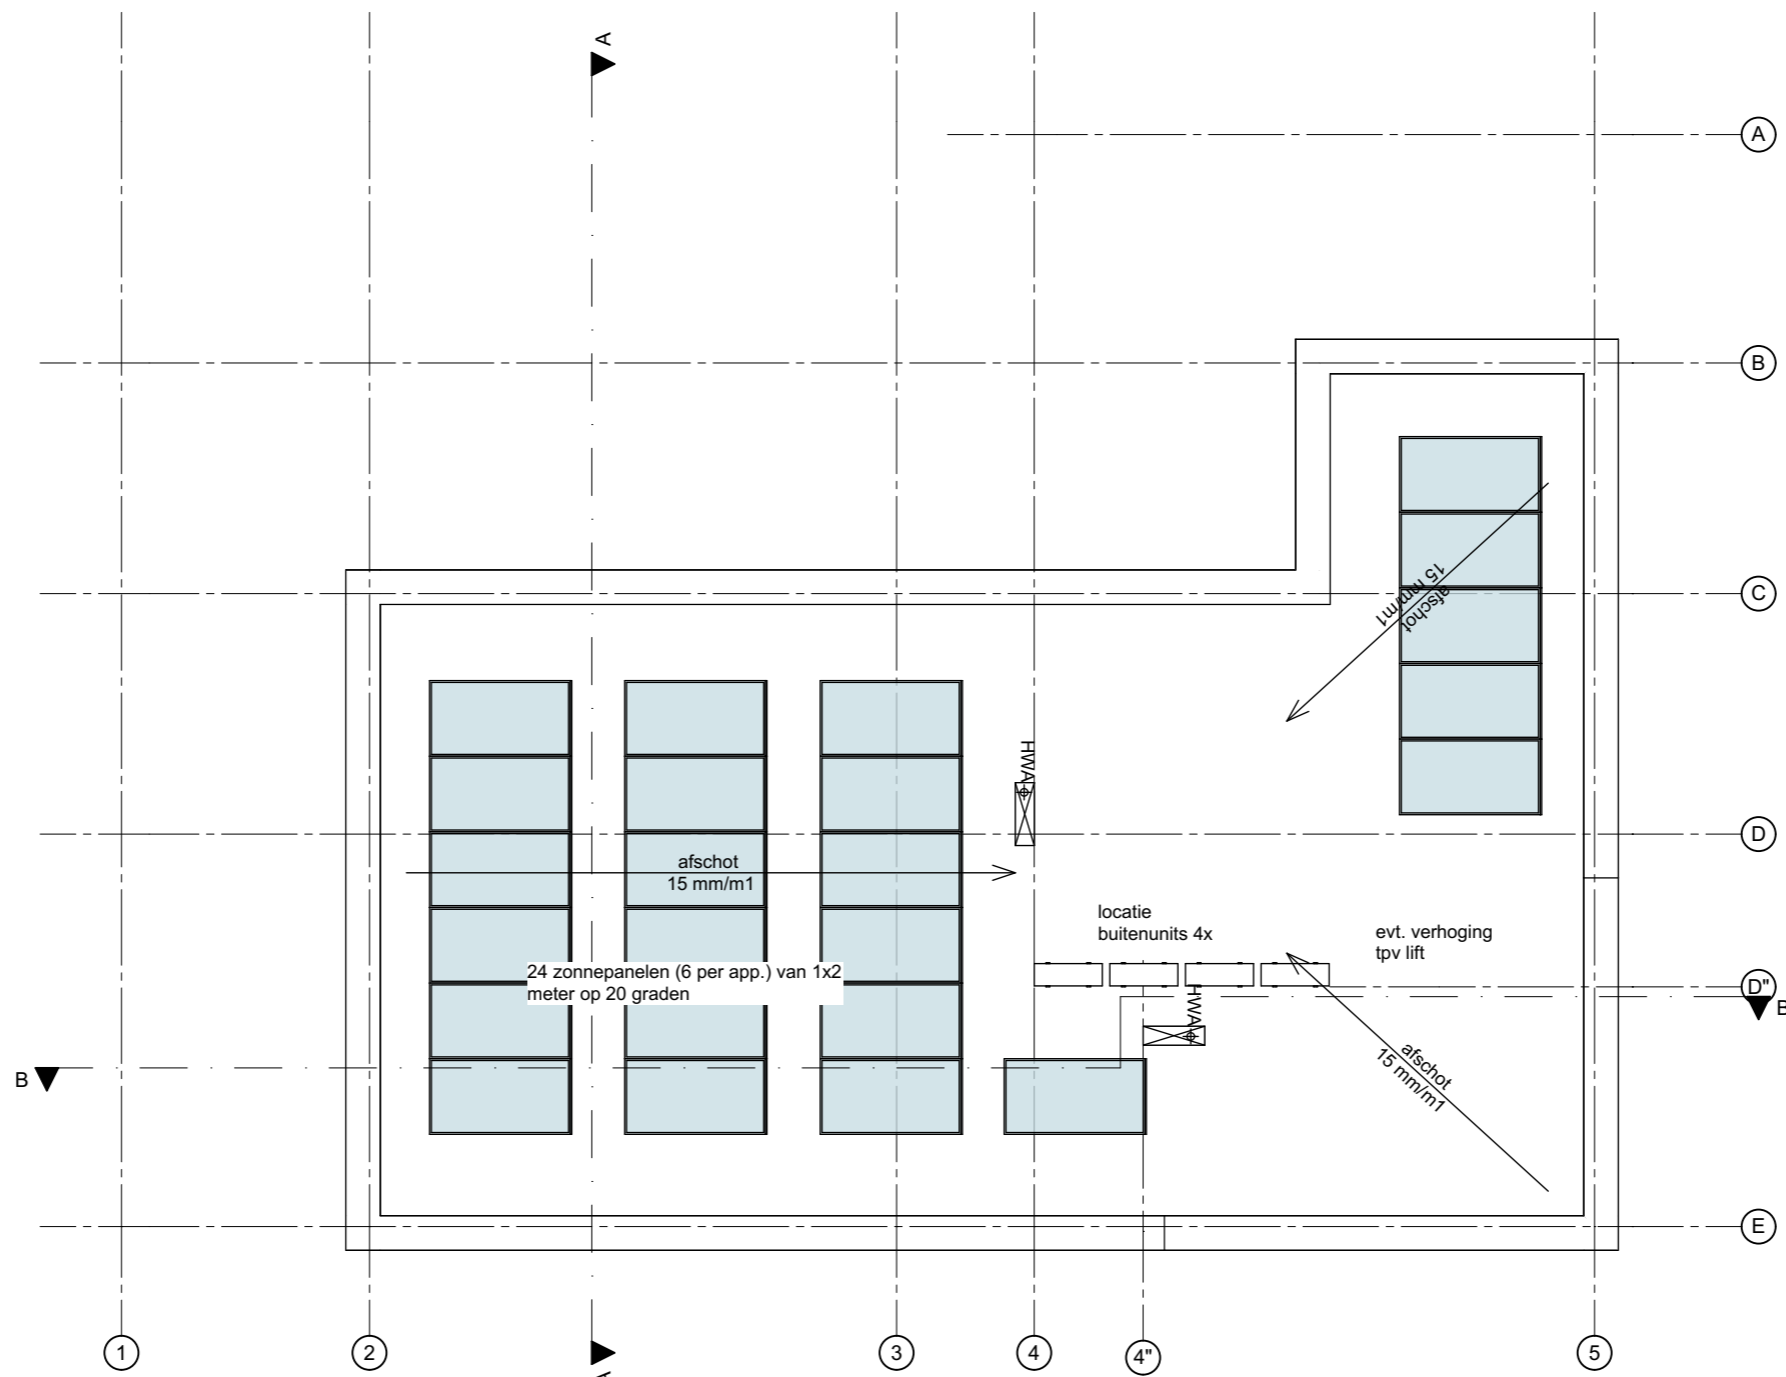 A
A
B
C
HWA
afschot
15 mm/m1
D
afschot
15 mm/m1
locatie
buitenunits 4x
evt. verhoging
tpv lift
24 zonnepanelen (6 per app.) van 1x2
meter op 20 graden
HWA
D"
B
B
afschot
15 mm/m1
E
1
2
3
4
4"
5
A